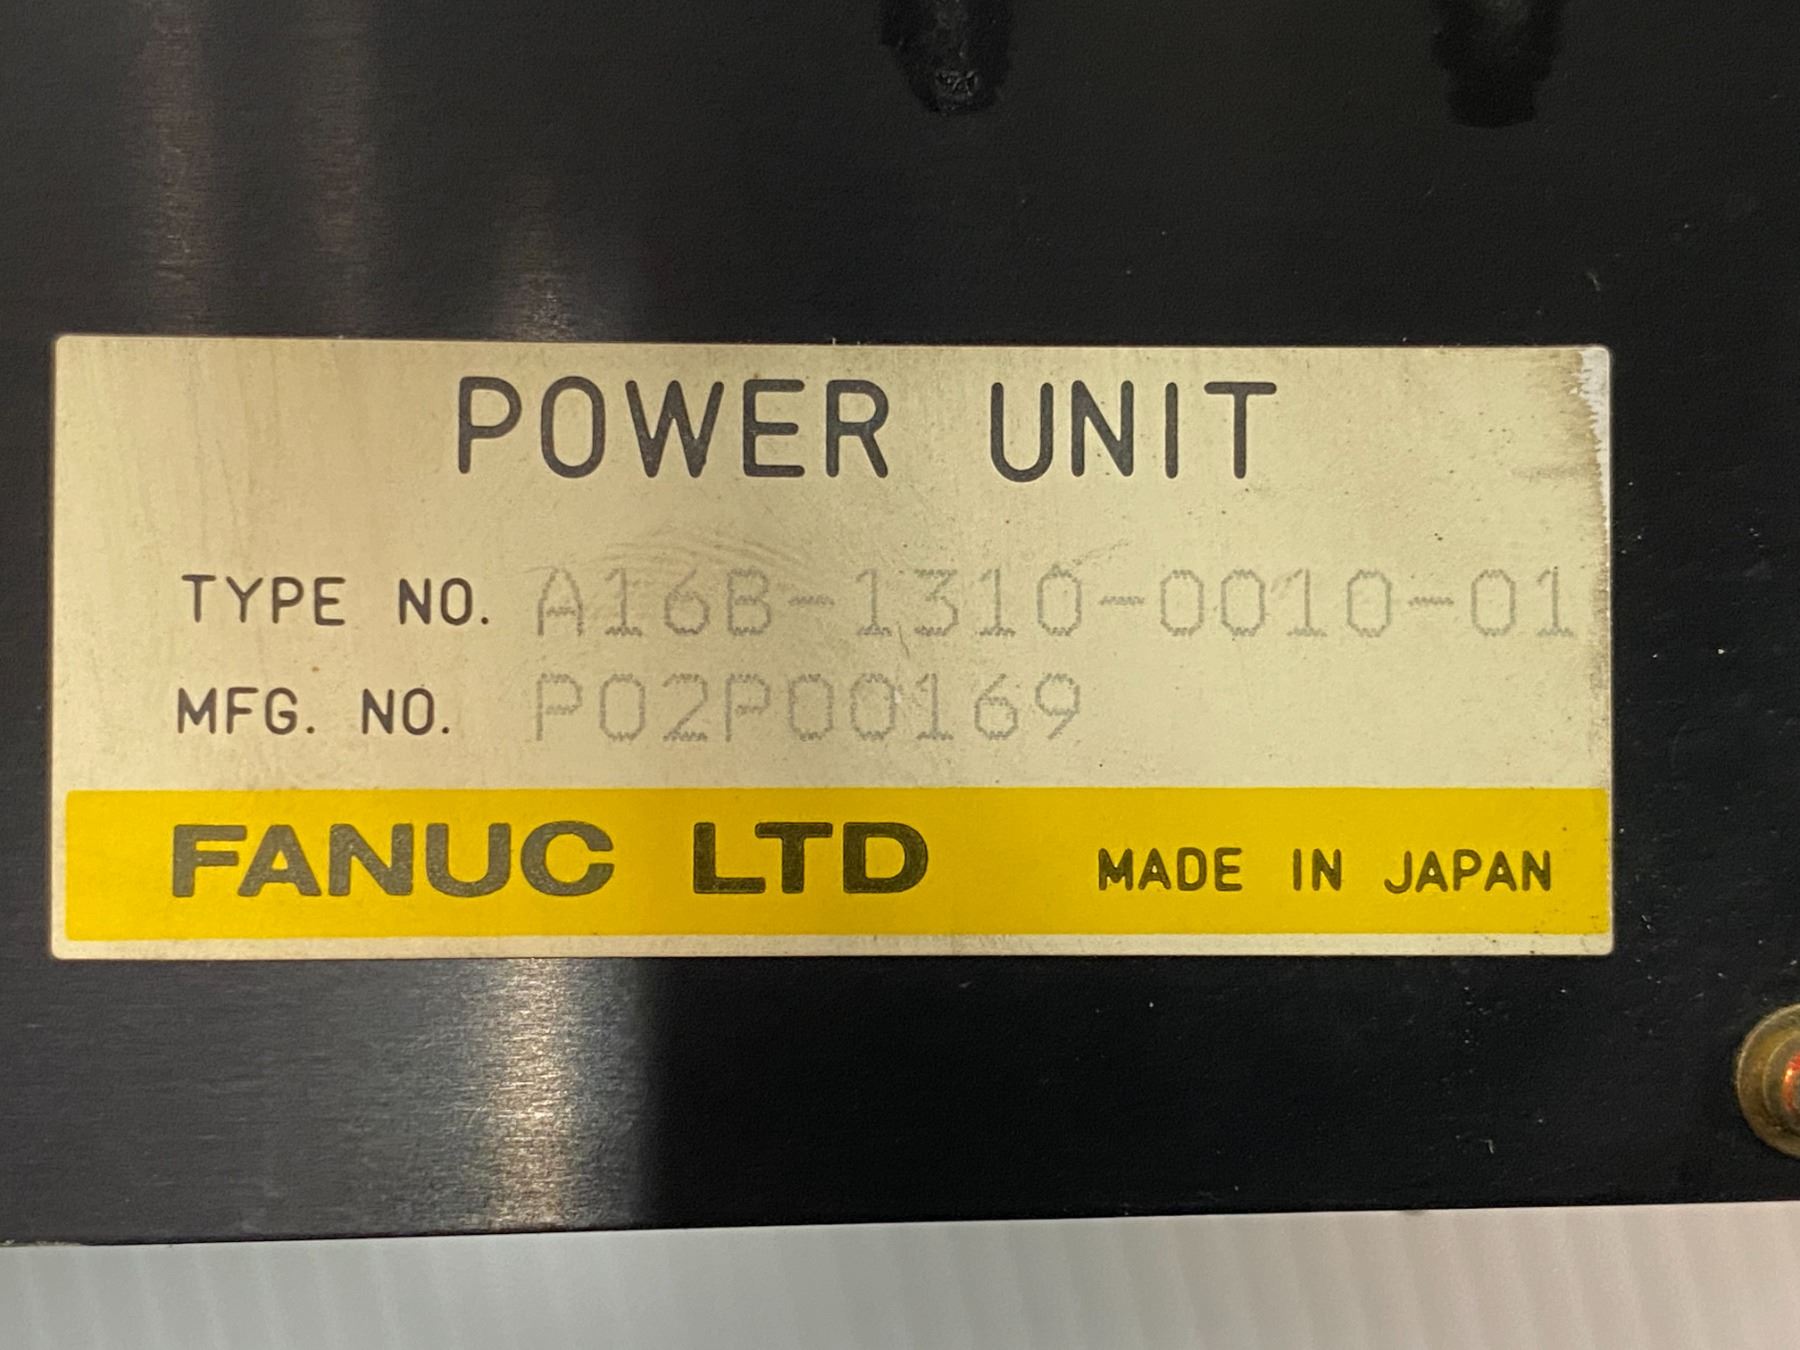 POWER UNIT
TYPE NO. A16B-1310-0010-01
MFG. NO. P02P00169
FANUC LTD MADE IN JAPAN